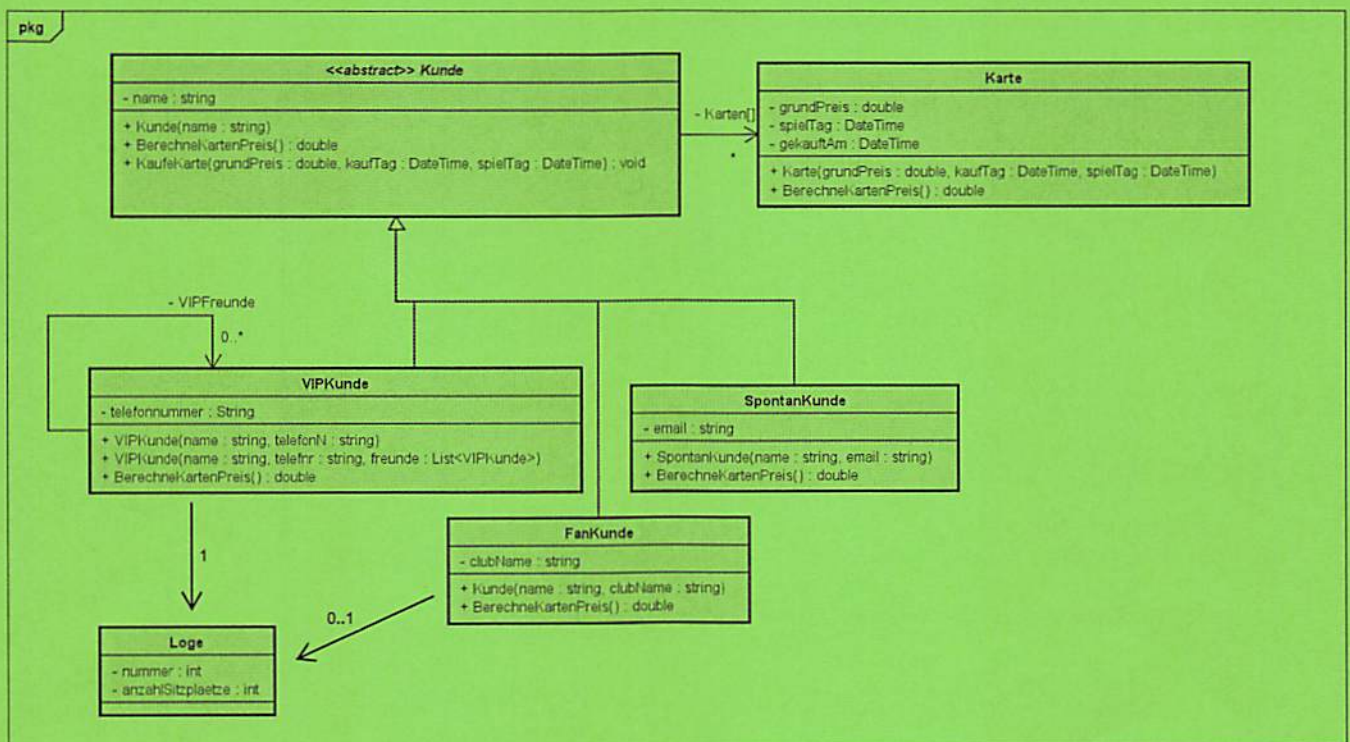 pkg
<<abstract>> Kunde
- name : string
+ Kunde(name : string)
+ BerechneKartenPreis() : double
+ KaufeKarte(grundPreis : double, kaufTag : DateTime, spielTag : DateTime) : void
- Karten[]
*
Karte
- grundPreis : double
- spielTag : DateTime
- gekauftAm : DateTime
+ Karte(grundPreis : double, kaufTag : DateTime, spielTag : DateTime)
+ BerechneKartenPreis() : double
- VIPFreunde
0..*
VIPKunde
- telefonnummer : String
+ VIPKunde(name : string, telefonN : string)
+ VIPKunde(name : string, telefnr : string, freunde : List<VIPKunde>)
+ BerechneKartenPreis() : double
SpontanKunde
- email : string
+ SpontanKunde(name : string, email : string)
+ BerechneKartenPreis() : double
FanKunde
- clubName : string
+ Kunde(name : string, clubName : string)
+ BerechneKartenPreis() : double
1
0..1
Loge
- nummer : int
- anzahlSitzplaetze : int